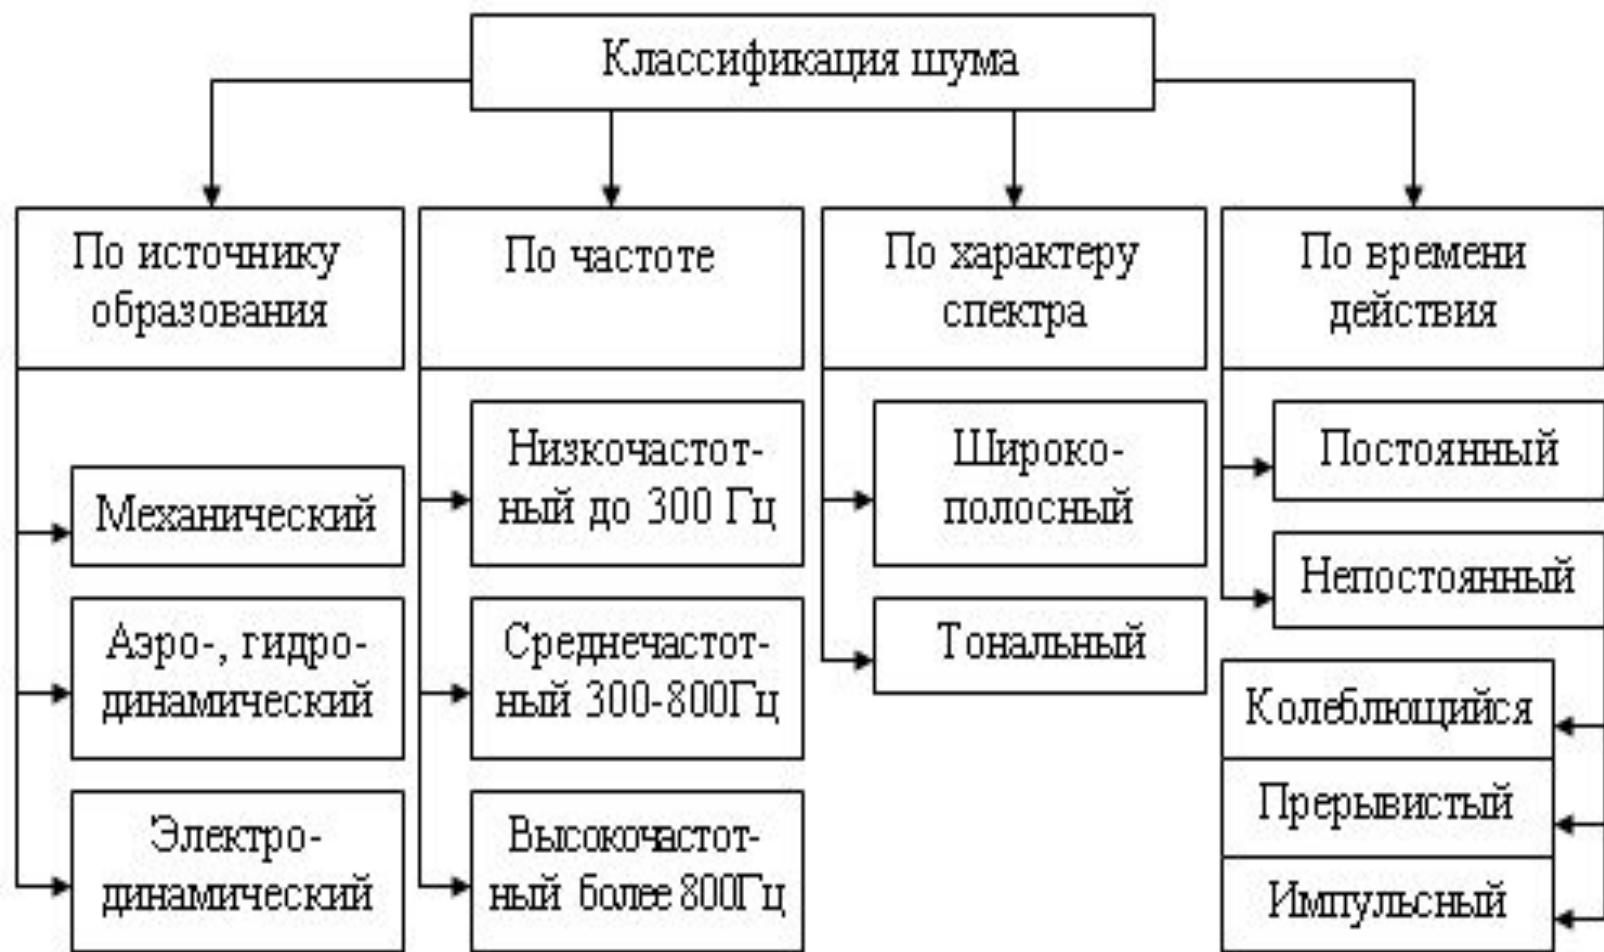 Классификация шума
По источнику
образования
Механический
Аэро-, гидро-
динамический
Электро-
динамический
По частоте
Низкочастот-
ный до 300 Гц
Среднечастот-
ный 300-800Гц
Высокочастот-
ный более 800Гц
По характеру
спектра
Широко-
полосный
Тональный
По времени
действия
Постоянный
Непостоянный
Колеблющийся
Прерывистый
Импульсный